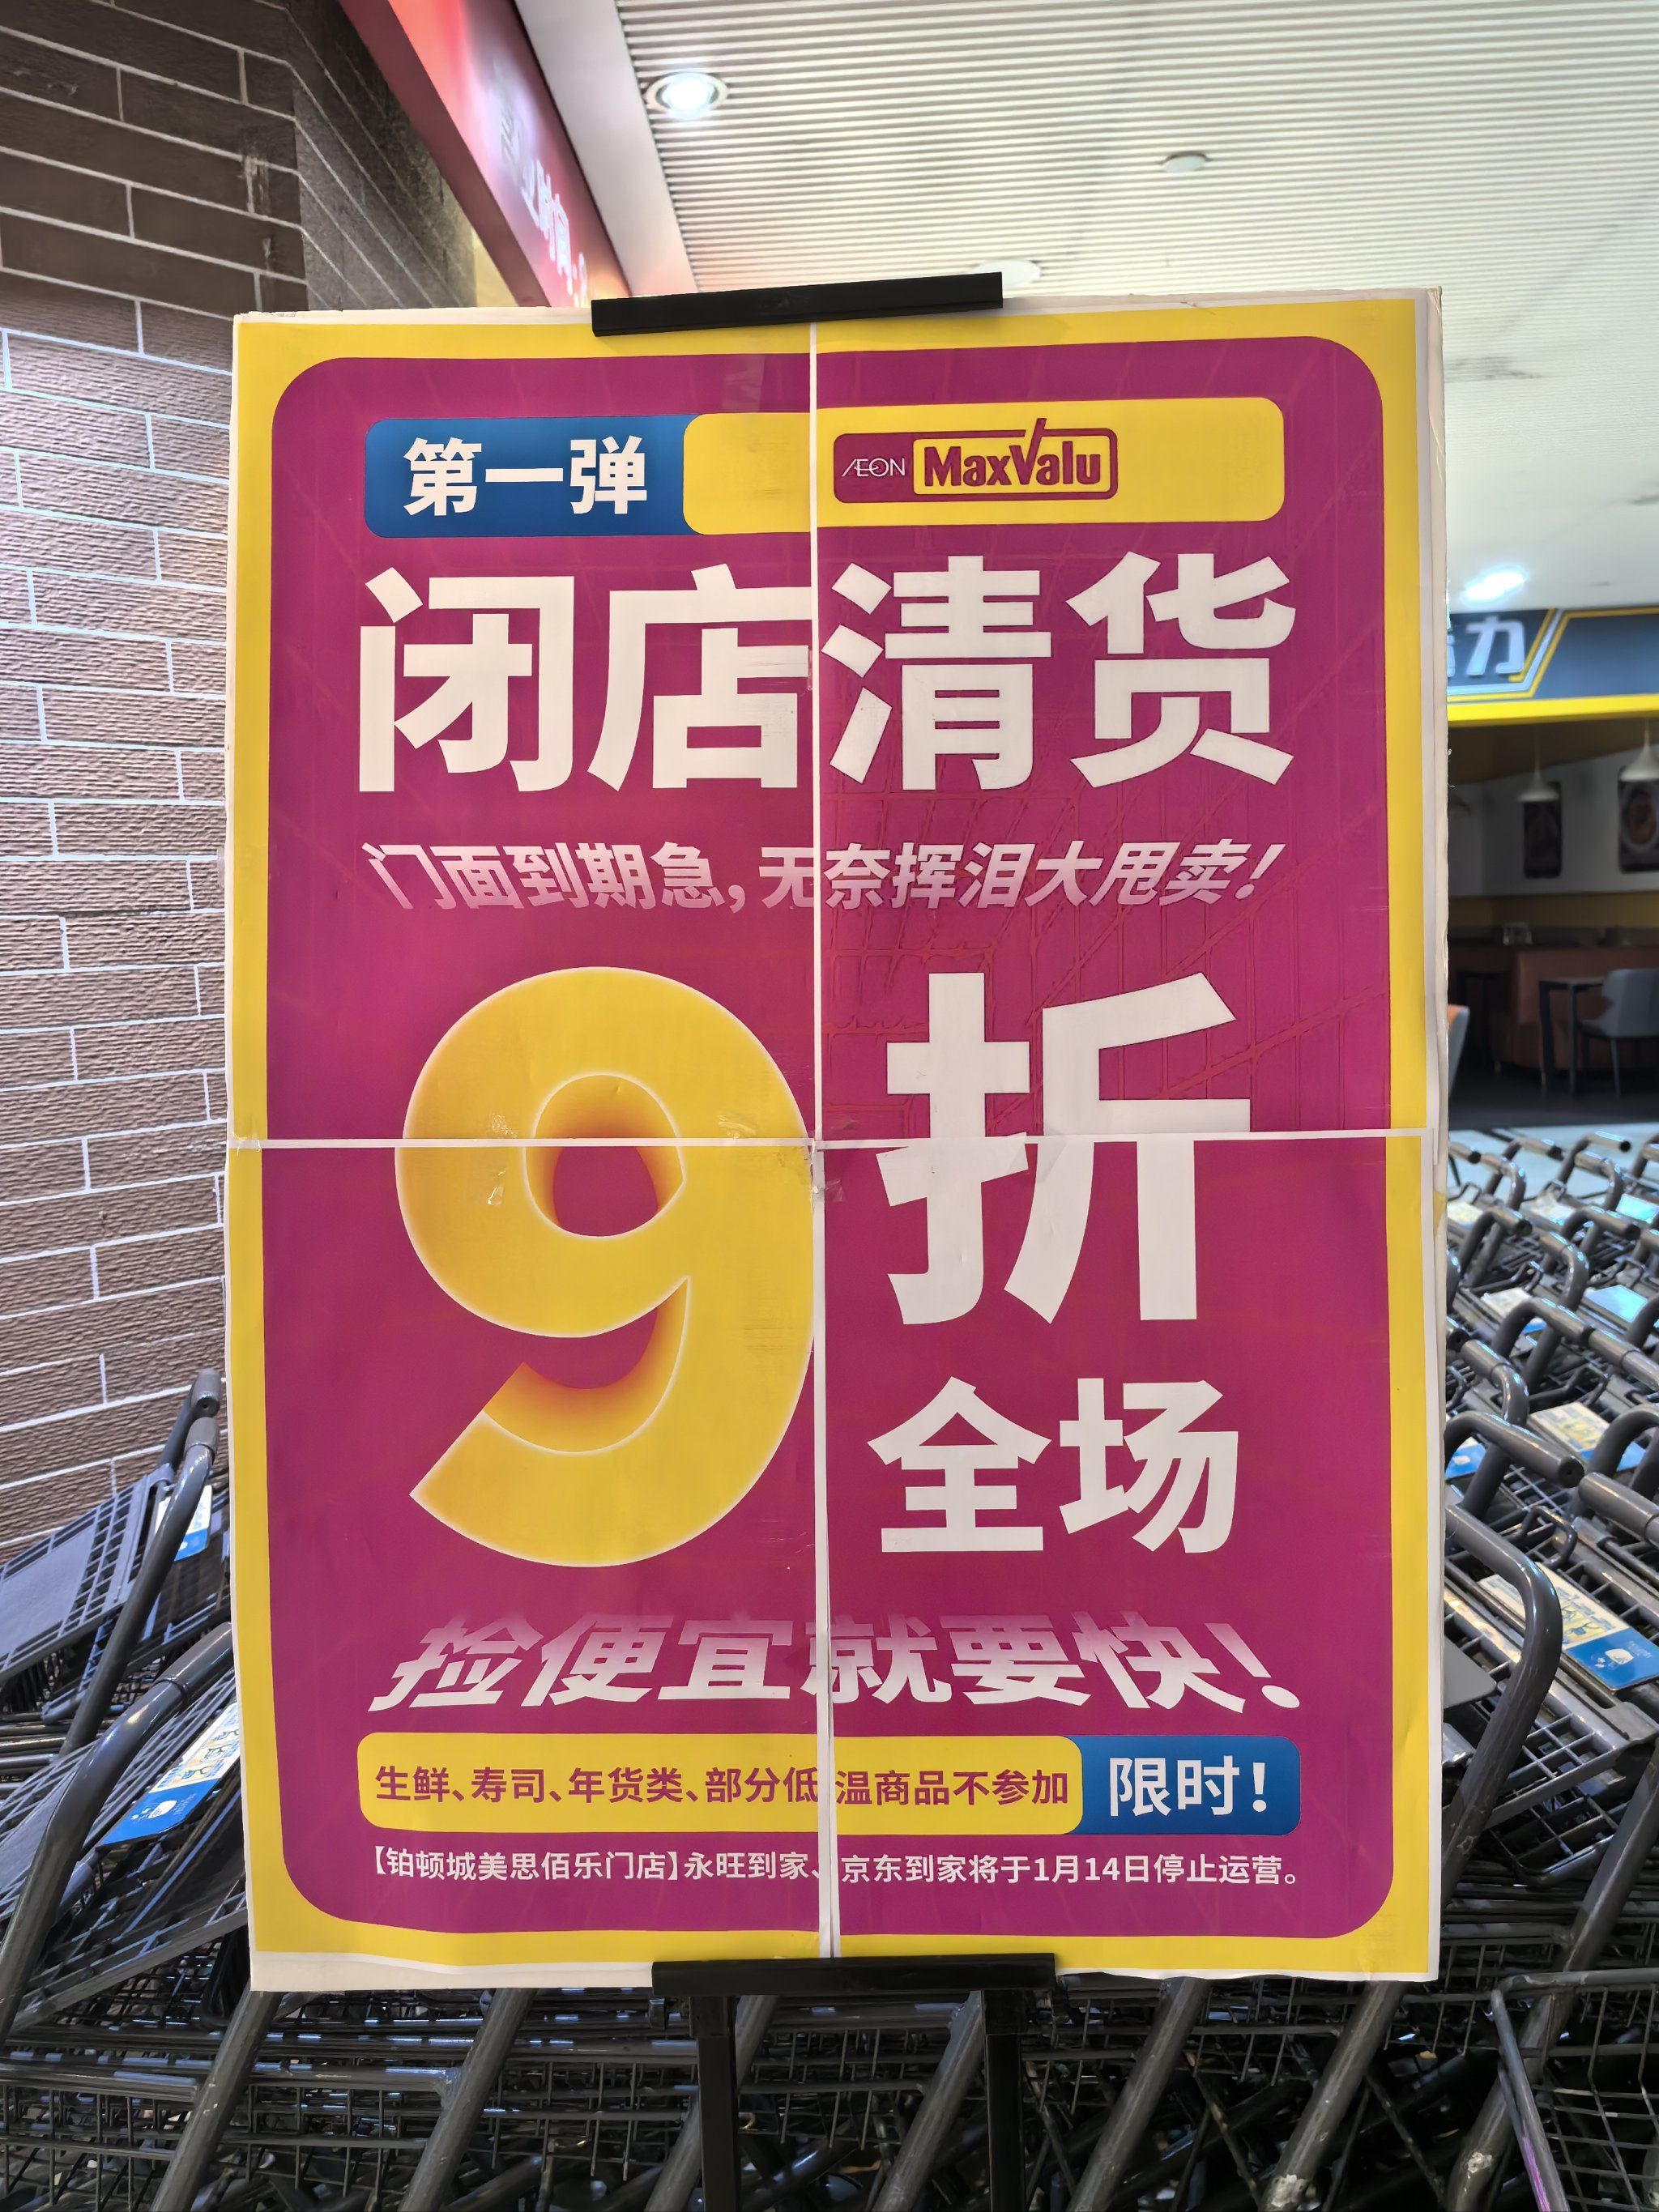 第一弹
ÆON MaxValu
闭店清货
门面到期急，无奈挥泪大甩卖！
9折
全场
捡便宜就要快！
生鲜、寿司、年货类、部分低温商品不参加
限时！
【铂顿城美思佰乐门店】永旺到家、京东到家将于1月14日停止运营。
力